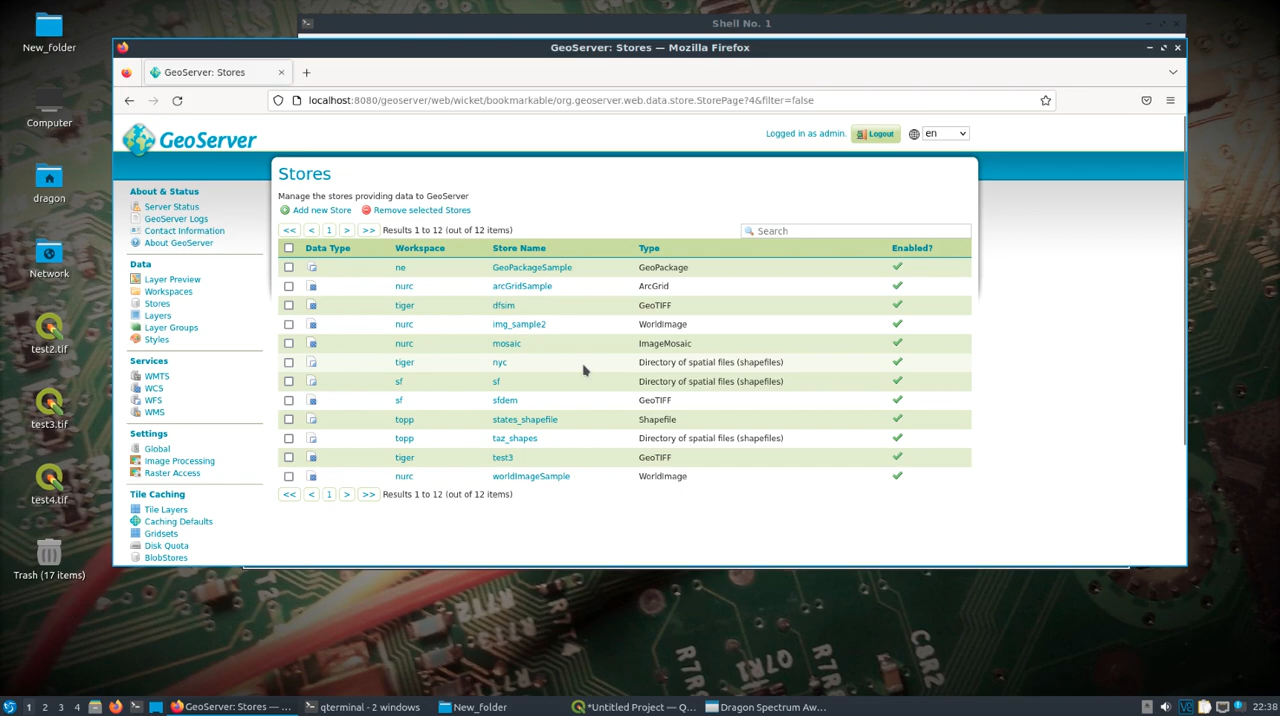 New_folder
Computer
dragon
Network
test2.tif
test3.tif
test4.tif
Trash (17 items)
Shell No. 1
GeoServer: Stores — Mozilla Firefox
GeoServer: Stores
localhost:8080/geoserver/web/wicket/bookmarkable/org.geoserver.web.data.store.StorePage?4&filter=false
GeoServer
Logged in as admin.
Logout
en
About & Status
Server Status
GeoServer Logs
Contact Information
About GeoServer
Data
Layer Preview
Workspaces
Stores
Layers
Layer Groups
Styles
Services
WMTS
WCS
WFS
WMS
Settings
Global
Image Processing
Raster Access
Tile Caching
Tile Layers
Caching Defaults
Gridsets
Disk Quota
BlobStores
Stores
Manage the stores providing data to GeoServer
Add new Store Remove selected Stores
<< < 1 > >> Results 1 to 12 (out of 12 items)
Search
Data Type Workspace Store Name Type Enabled?
ne GeoPackageSample GeoPackage
nurc arcGridSample ArcGrid
tiger dfsim GeoTIFF
nurc img_sample2 WorldImage
nurc mosaic ImageMosaic
tiger nyc Directory of spatial files (shapefiles)
sf sf Directory of spatial files (shapefiles)
sf sfdem GeoTIFF
topp states_shapefile Shapefile
topp taz_shapes Directory of spatial files (shapefiles)
tiger test3 GeoTIFF
nurc worldImageSample WorldImage
<< < 1 > >> Results 1 to 12 (out of 12 items)
1 2 3 4 GeoServer: Stores — ... qterminal - 2 windows New_folder *Untitled Project — Q... Dragon Spectrum Aw... 22:38